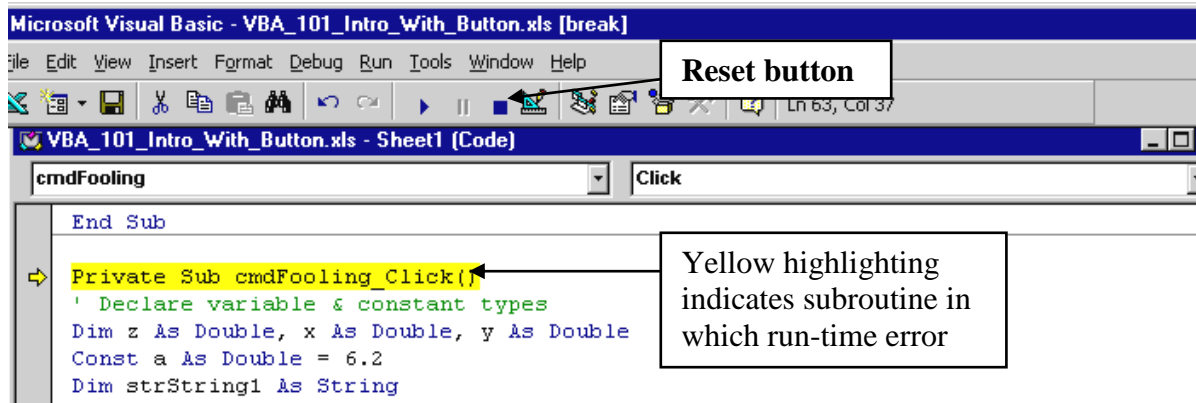 Microsoft Visual Basic - VBA_101_Intro_With_Button.xls [break]
File Edit View Insert Format Debug Run Tools Window Help
Reset button
Ln 63, Col 37
VBA_101_Intro_With_Button.xls - Sheet1 (Code)
cmdFooling
Click
End Sub
Private Sub cmdFooling_Click()
' Declare variable & constant types
Dim z As Double, x As Double, y As Double
Const a As Double = 6.2
Dim strString1 As String
Yellow highlighting
indicates subroutine in
which run-time error